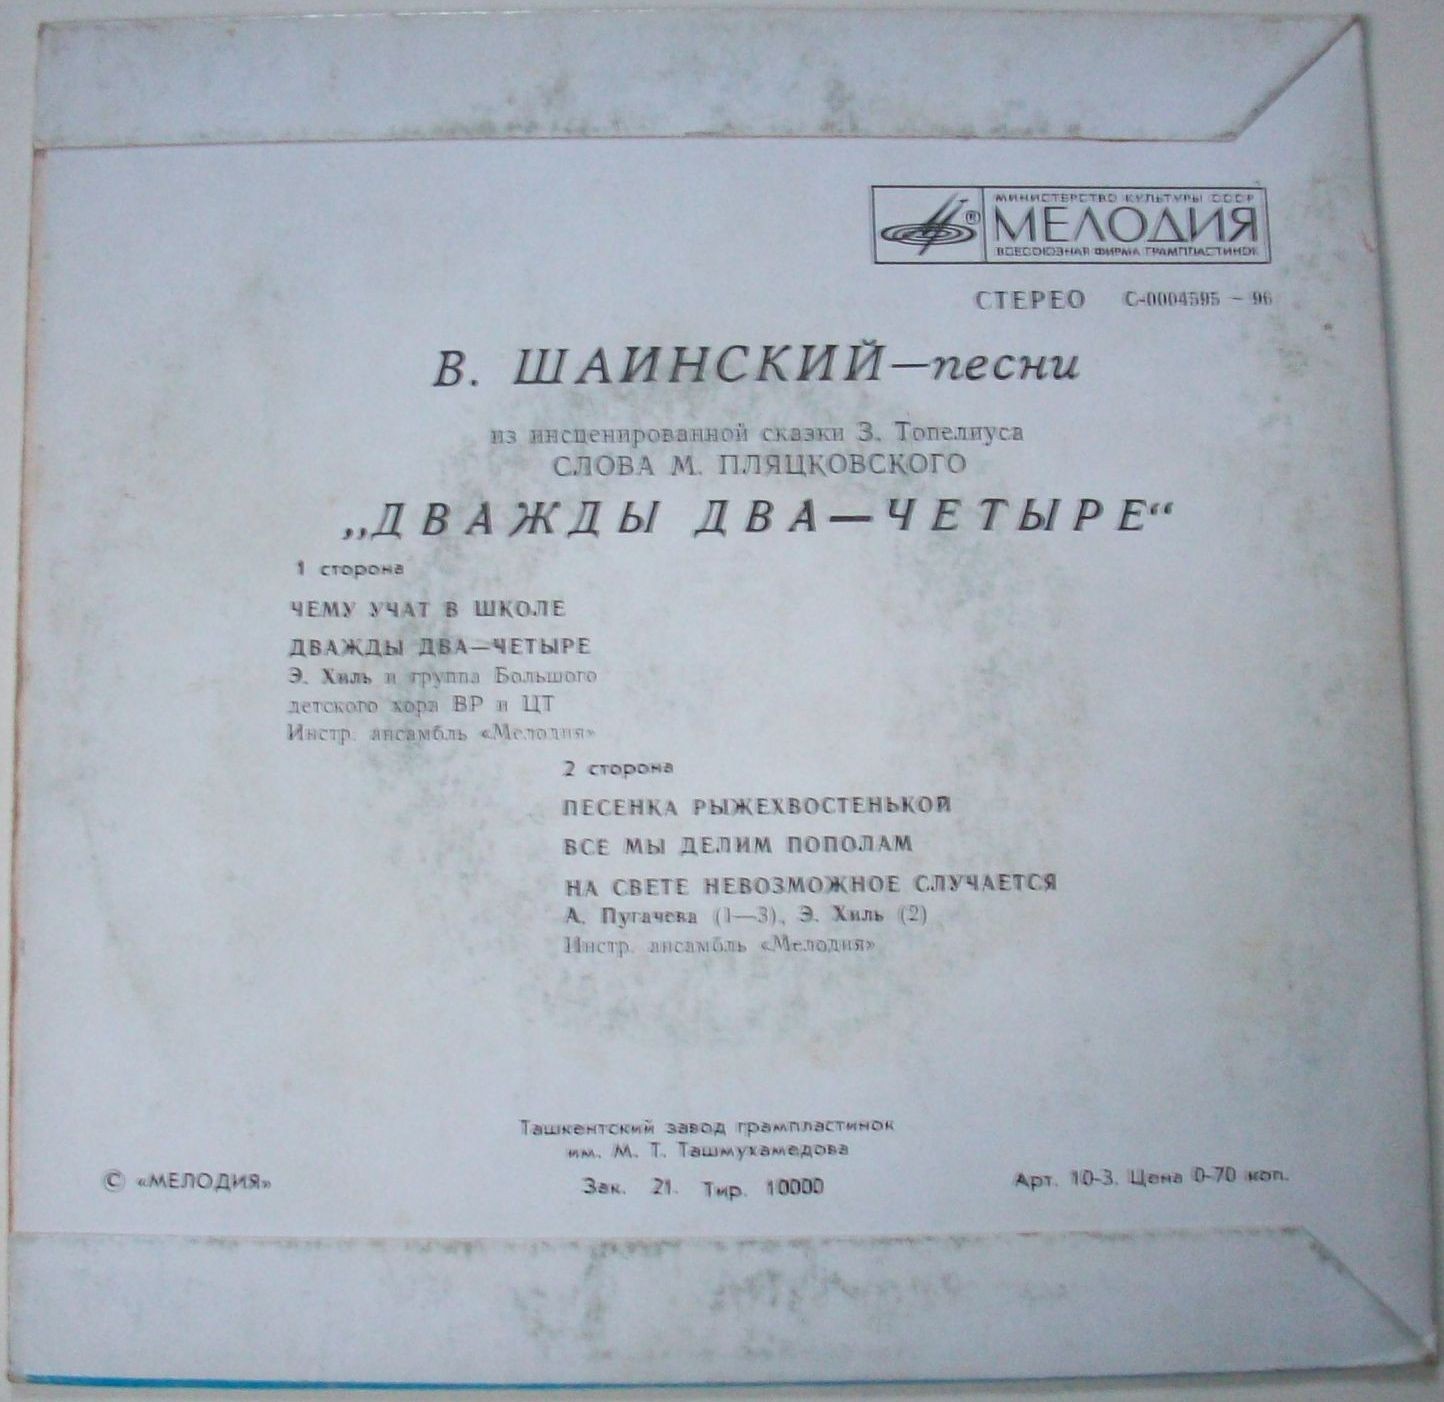 МИНИСТЕРСТВО КУЛЬТУРЫ СССР
МЕЛОДИЯ
ВСЕСОЮЗНАЯ ФИРМА ГРАМПЛАСТИНОК
СТЕРЕО С-0004595 – 96
В. ШАИНСКИЙ—песни
из инсценированной сказки З. Топелиуса
СЛОВА М. ПЛЯЦКОВСКОГО
„ДВАЖДЫ ДВА—ЧЕТЫРЕ“
1 сторона
ЧЕМУ УЧАТ В ШКОЛЕ
ДВАЖДЫ ДВА—ЧЕТЫРЕ
Э. Хиль и группа Большого
детского хора ВР и ЦТ
Инстр. ансамбль «Мелодия»
2 сторона
ПЕСЕНКА РЫЖЕХВОСТЕНЬКОЙ
ВСЕ МЫ ДЕЛИМ ПОПОЛАМ
НА СВЕТЕ НЕВОЗМОЖНОЕ СЛУЧАЕТСЯ
А. Пугачева (1—3), Э. Хиль (2)
Инстр. ансамбль «Мелодия»
Ташкентский завод грампластинок
им. М. Т. Ташмухамедова
© «МЕЛОДИЯ» Зак. 21. Тир. 10000 Арт. 10-3. Цена 0-70 коп.